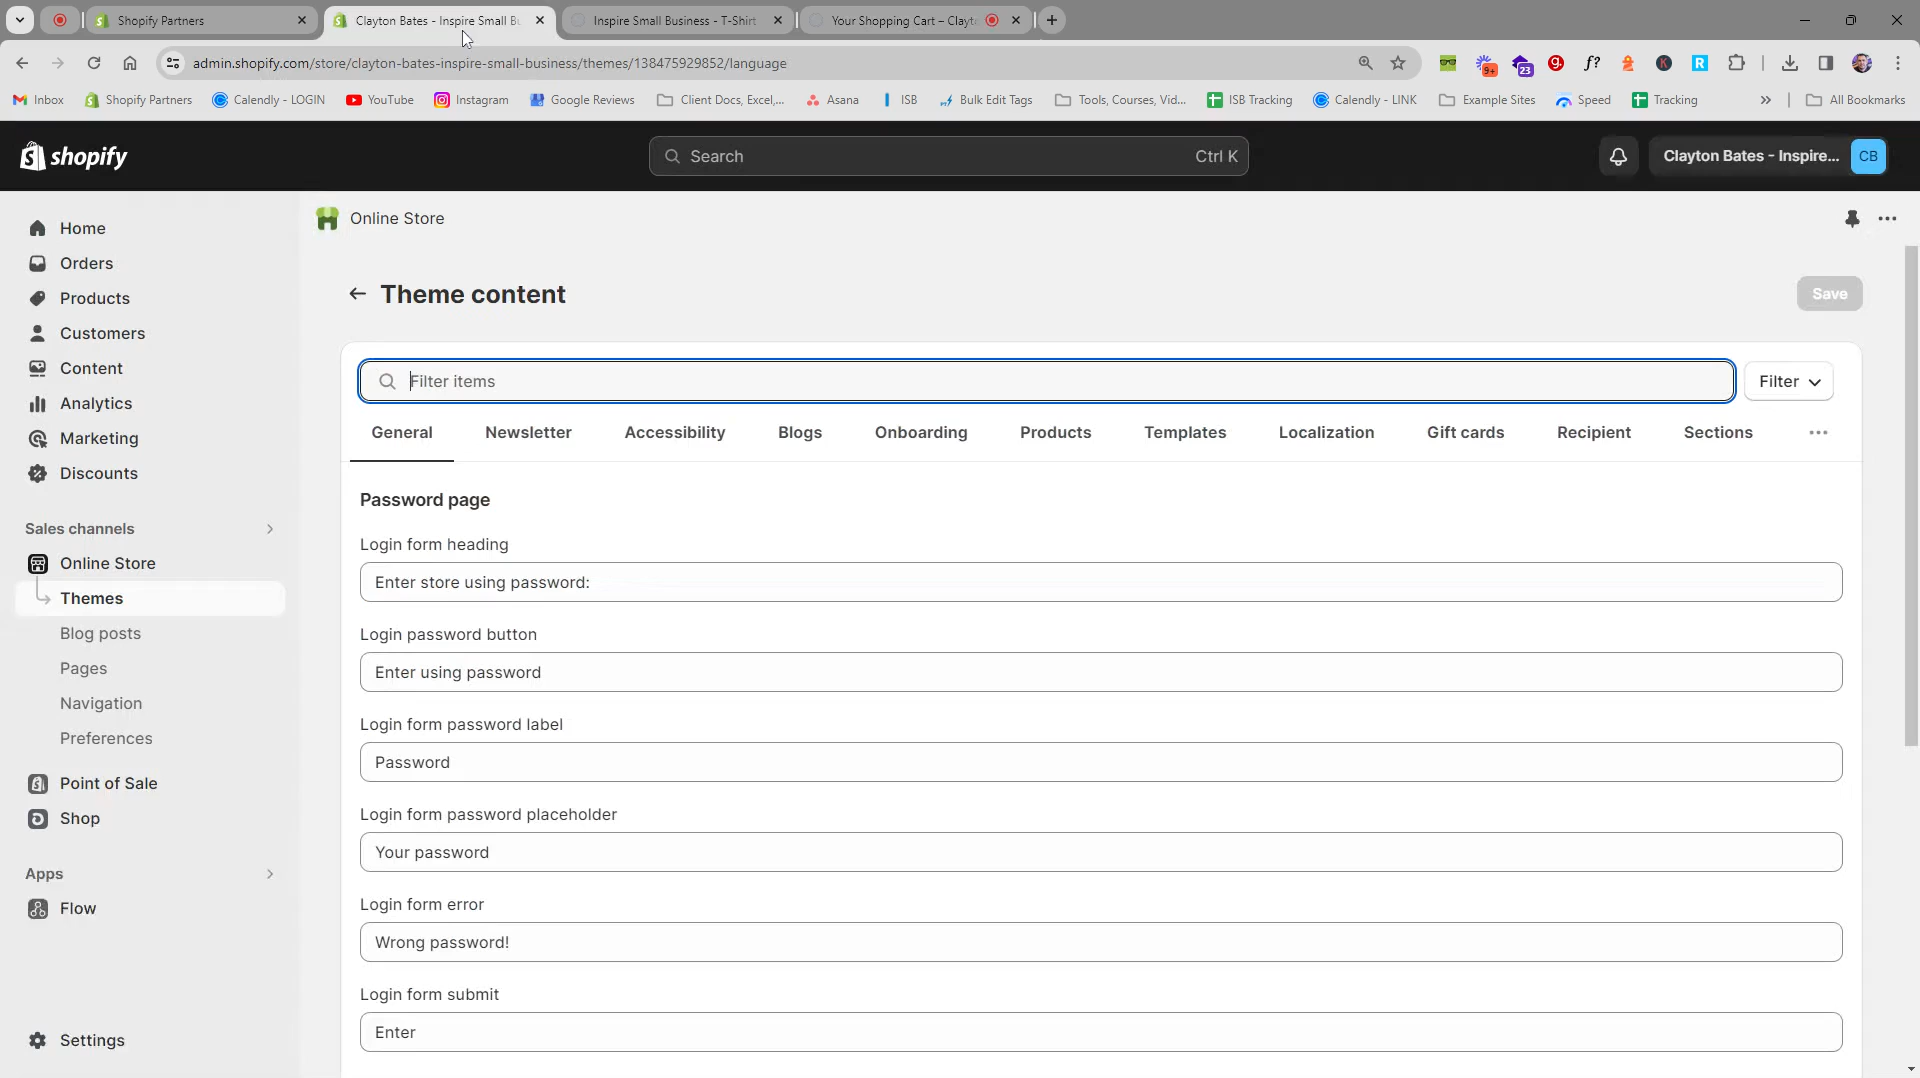 Shopify Partners
Clayton Bates - Inspire Small Bu
Inspire Small Business - T-Shirt
Your Shopping Cart – Clayto
admin.shopify.com/store/clayton-bates-inspire-small-business/themes/138475929852/language
9+
23
g.
f?
K
R
Inbox
Shopify Partners
Calendly - LOGIN
YouTube
Instagram
Google Reviews
Client Docs, Excel,...
Asana
ISB
Bulk Edit Tags
Tools, Courses, Vid...
ISB Tracking
Calendly - LINK
Example Sites
Speed
Tracking
All Bookmarks
shopify
Search
Ctrl K
Clayton Bates - Inspire...
CB
Home
Orders
Products
Customers
Content
Analytics
Marketing
Discounts
Sales channels
Online Store
Themes
Blog posts
Pages
Navigation
Preferences
Point of Sale
Shop
Apps
Flow
Settings
Online Store
Theme content
Save
Filter items
Filter
General
Newsletter
Accessibility
Blogs
Onboarding
Products
Templates
Localization
Gift cards
Recipient
Sections
Password page
Login form heading
Enter store using password:
Login password button
Enter using password
Login form password label
Password
Login form password placeholder
Your password
Login form error
Wrong password!
Login form submit
Enter